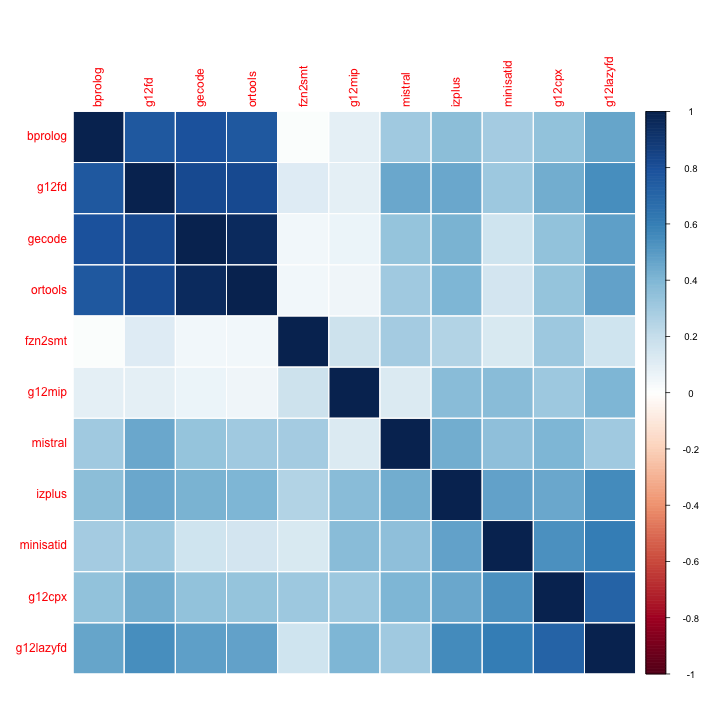 bprolog
g12fd
gecode
ortools
fzn2smt
g12mip
mistral
izplus
minisatid
g12cpx
g12lazyfd
bprolog
g12fd
gecode
ortools
fzn2smt
g12mip
mistral
izplus
minisatid
g12cpx
g12lazyfd
1
0.8
0.6
0.4
0.2
0
-0.2
-0.4
-0.6
-0.8
-1